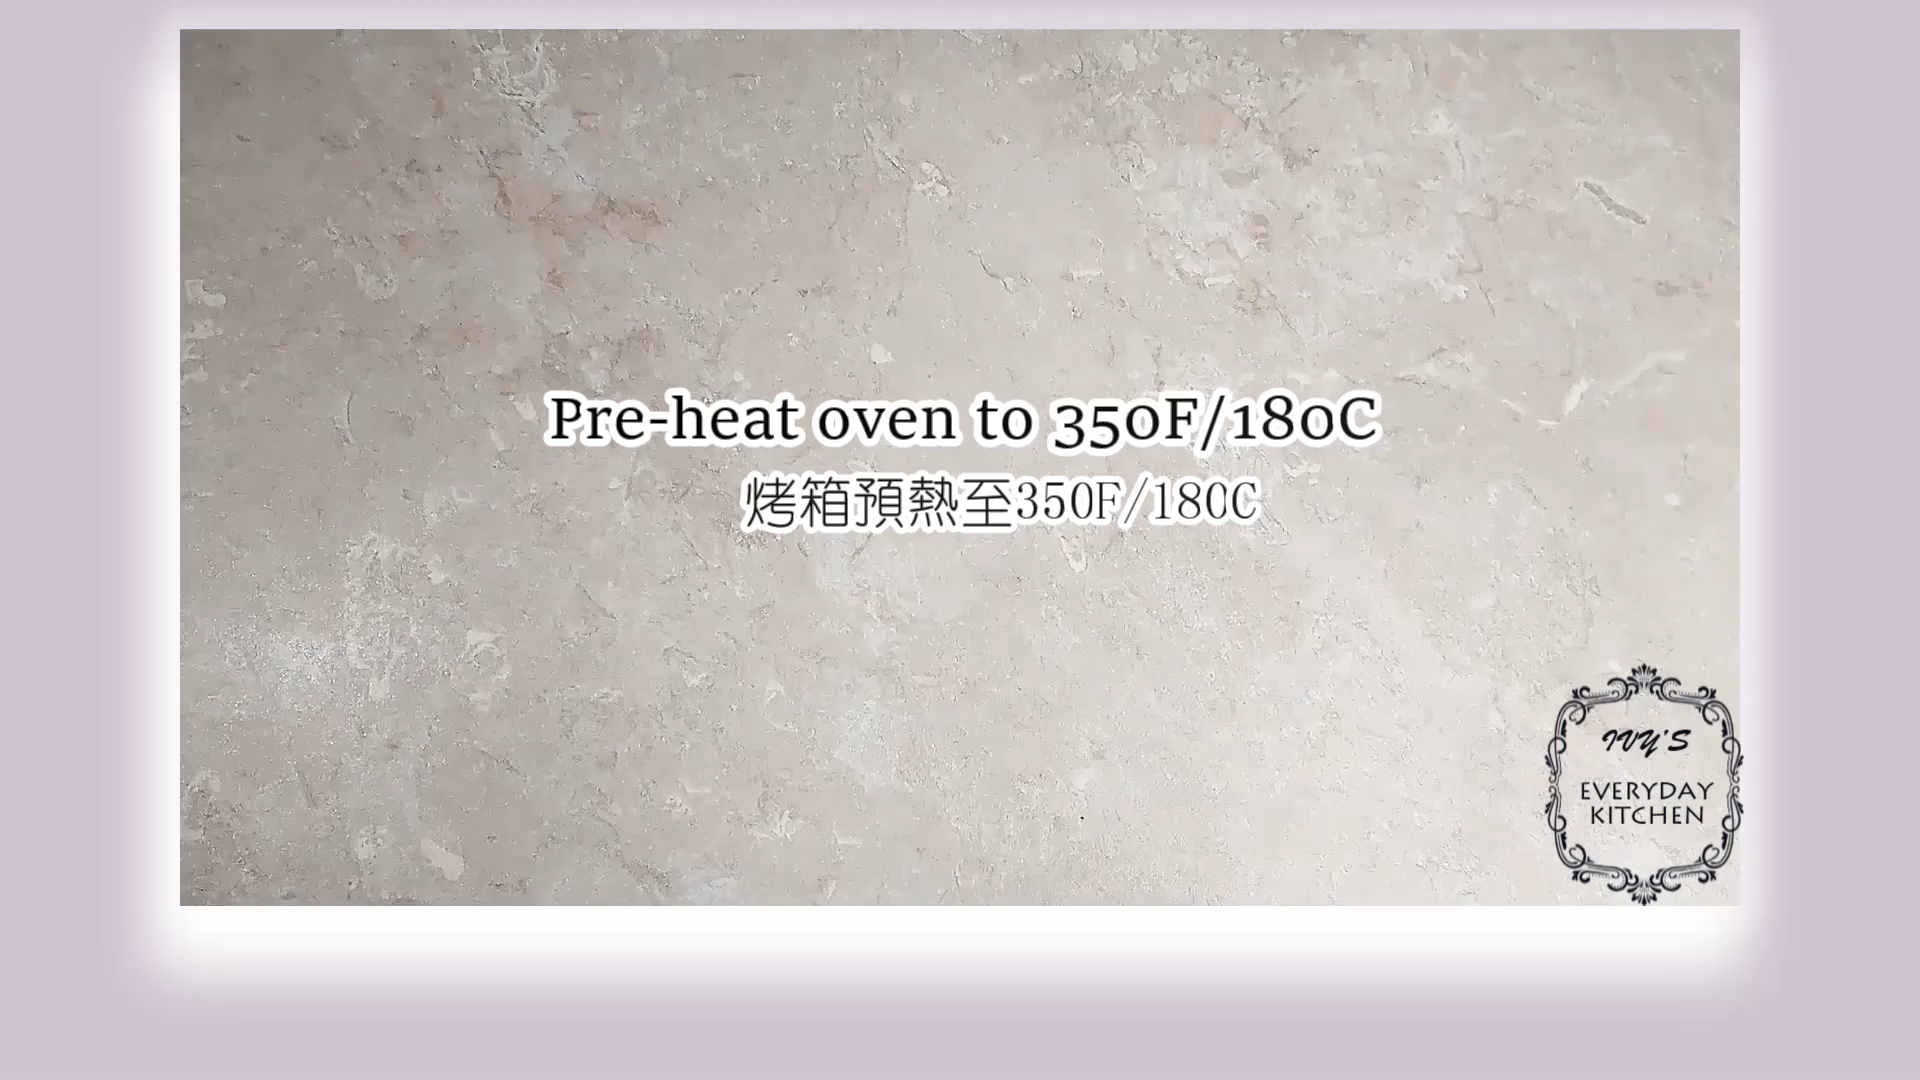 Pre-heat oven to 350F/180C
烤箱預熱至350F/180C
IVY'S
EVERYDAY
KITCHEN